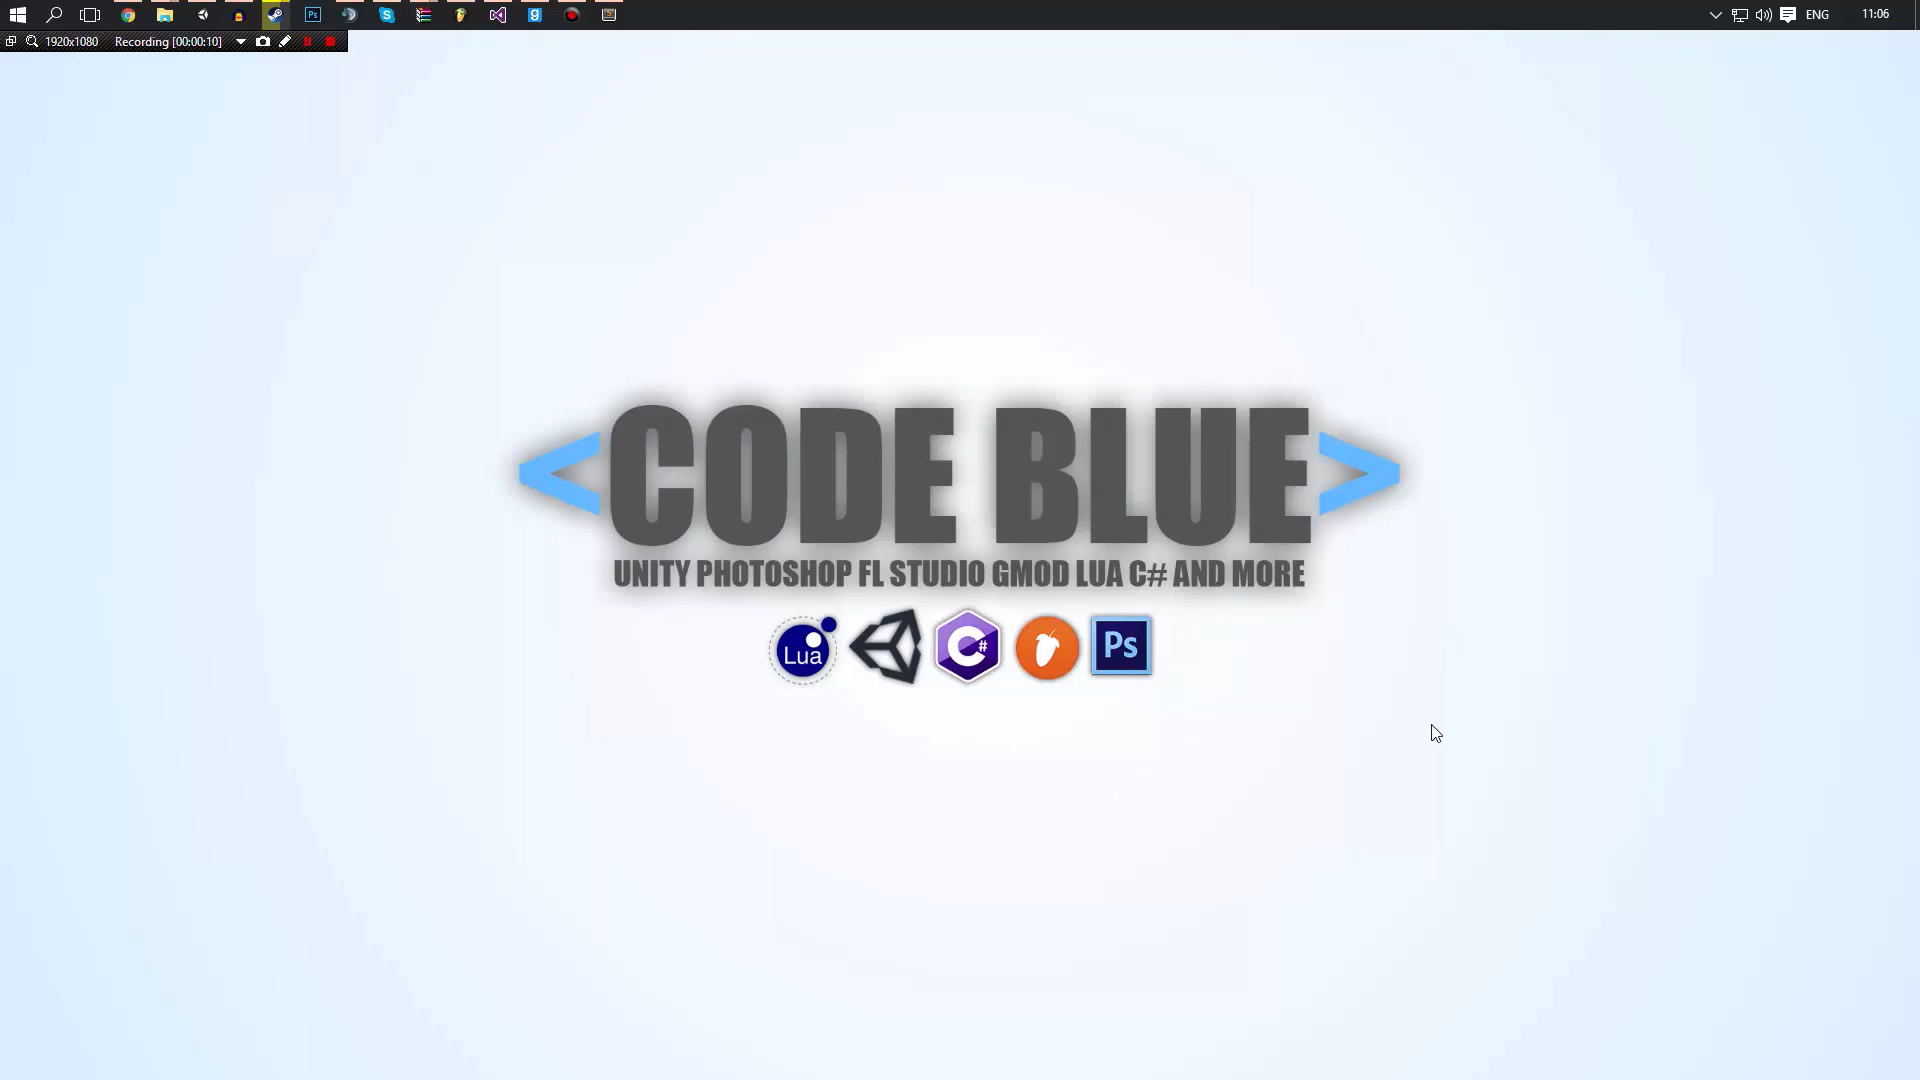 Ps
ENG
11:06
1920x1080
Recording [00:00:10]
<CODE BLUE>
UNITY PHOTOSHOP FL STUDIO GMOD LUA C# AND MORE
Lua
C#
Ps